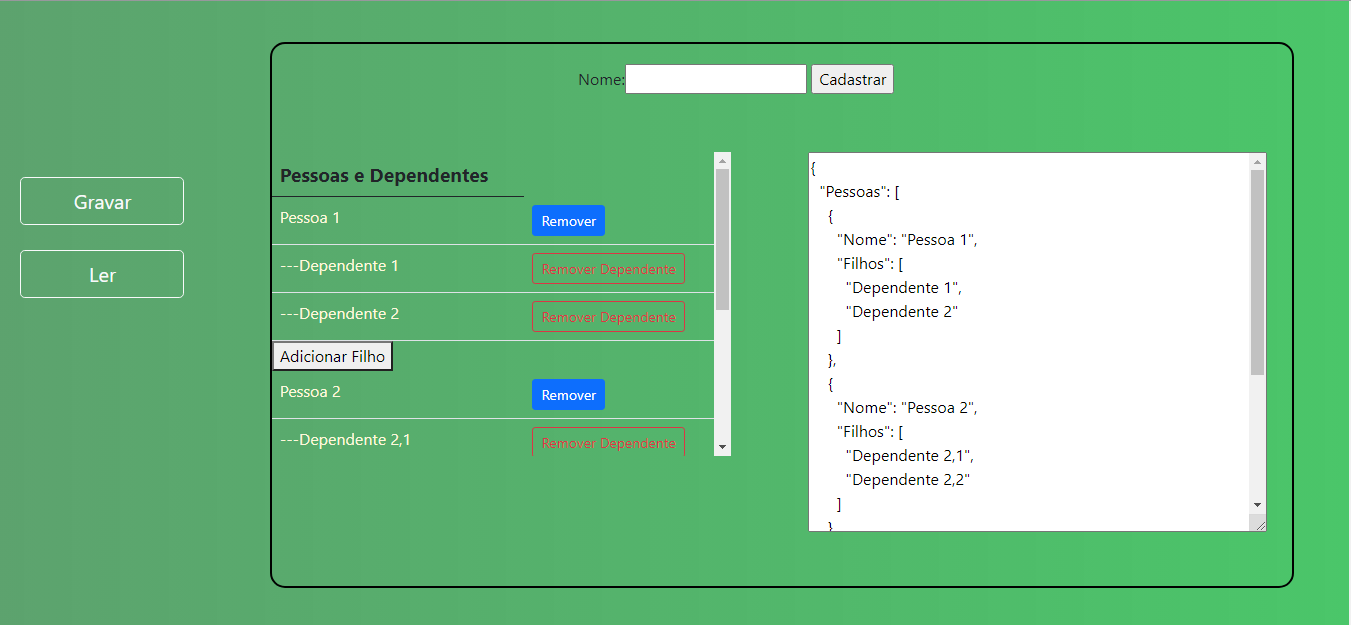 Nome:
Cadastrar
Gravar
Ler
Pessoas e Dependentes
Pessoa 1 Remover
---Dependente 1 Remover Dependente
---Dependente 2 Remover Dependente
Adicionar Filho
Pessoa 2 Remover
---Dependente 2,1 Remover Dependente
{
"Pessoas": [
{
"Nome": "Pessoa 1",
"Filhos": [
"Dependente 1",
"Dependente 2"
]
},
{
"Nome": "Pessoa 2",
"Filhos": [
"Dependente 2,1",
"Dependente 2,2"
]
}